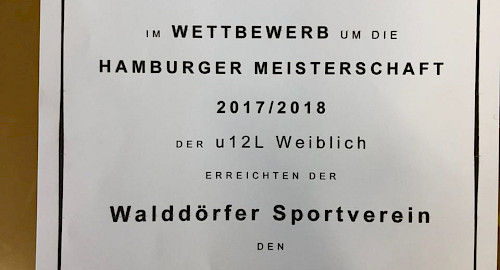 IM WETTBEWERB UM DIE
HAMBURGER MEISTERSCHAFT
2017/2018
DER u12L Weiblich
ERREICHTEN DER
Walddörfer Sportverein
DEN